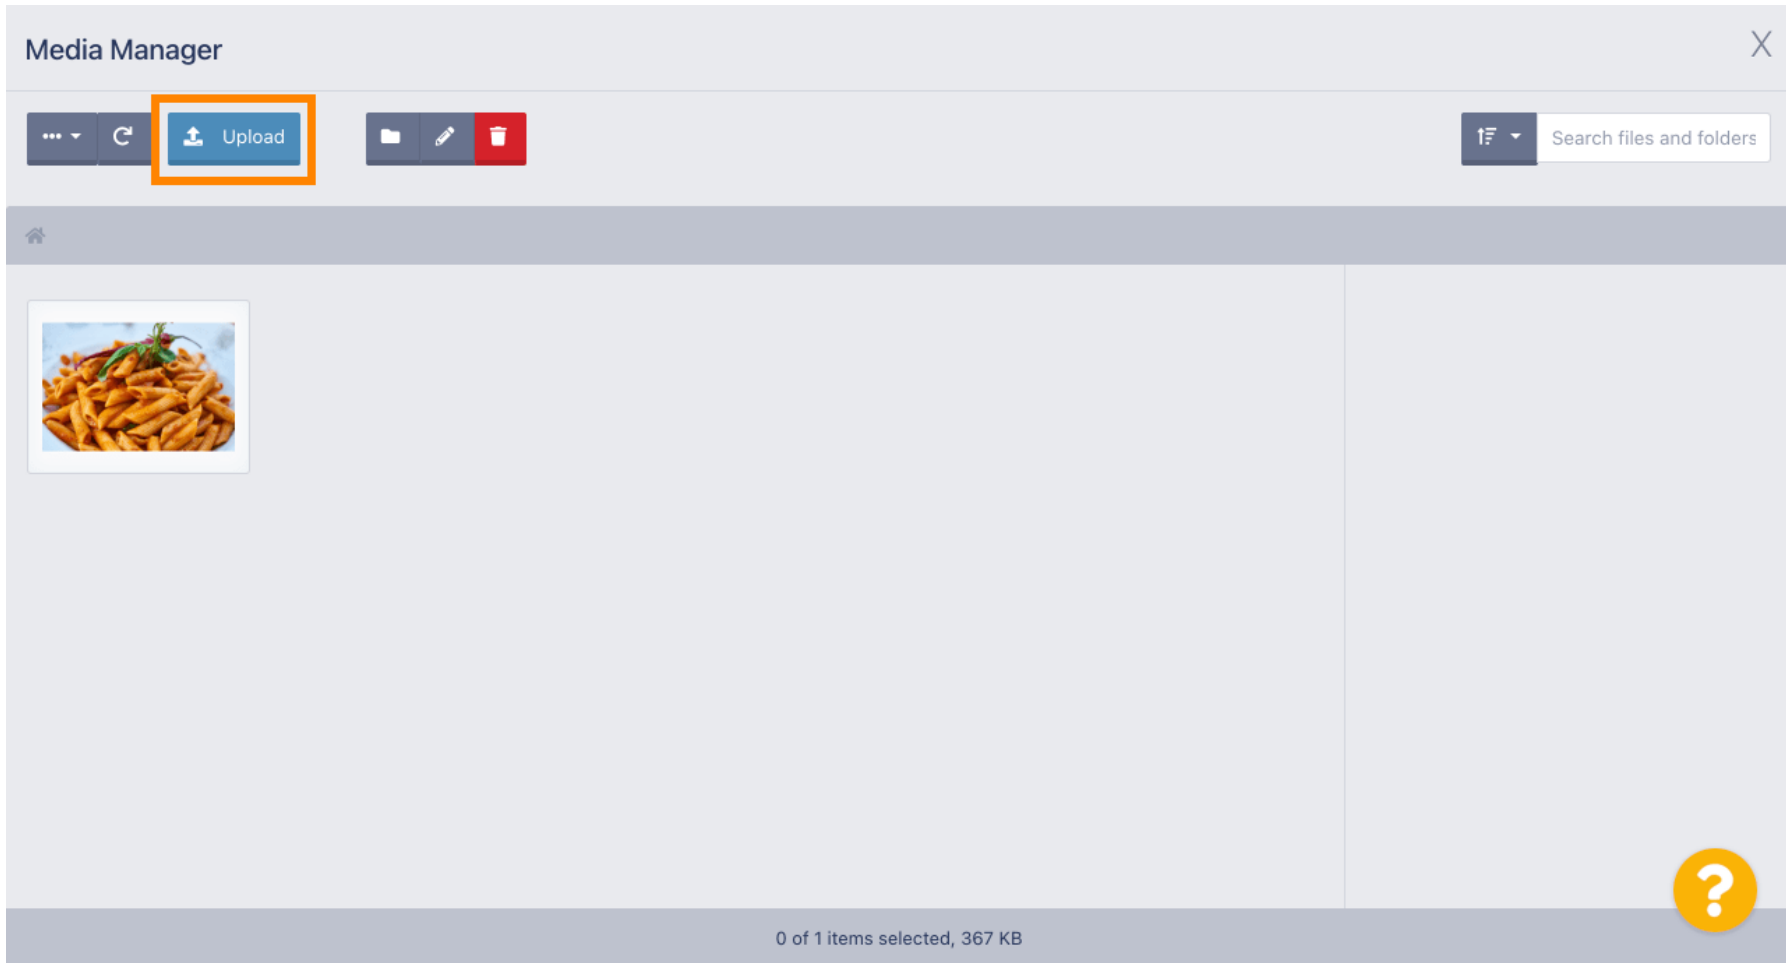 Media Manager
X
Upload
Search files and folders
0 of 1 items selected, 367 KB